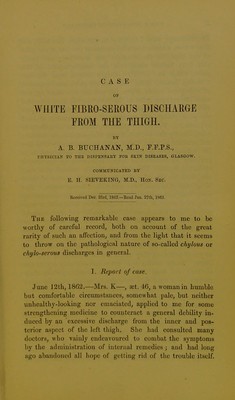 CASE
OF
WHITE FIBRO-SEROUS DISCHARGE
FROM THE THIGH.
BY
A. B. BUCHANAN, M.D., F.F.P.S.,
PHYSICIAN TO THE DISPENSARY FOR SKIN DISEASES, GLASGOW.
COMMUNICATED BY
E. H. SIEVEKING, M.D., Hon. Sec.
Received Dec. 23rd, 1862.—Read Jan. 27th, 1863.
The following remarkable case appears to me to be
worthy of careful record, both on account of the great
rarity of such an affection, and from the light that it seems
to throw on the pathological nature of so-called chylous or
chylo-serous discharges in general.
I. Report of case.
June 12th, 1862.—Mrs. K—, æt. 46, a woman in humble
but comfortable circumstances, somewhat pale, but neither
unhealthy-looking nor emaciated, applied to me for some
strengthening medicine to counteract a general debility in-
duced by an excessive discharge from the inner and pos-
terior aspect of the left thigh. She had consulted many
doctors, who vainly endeavoured to combat the symptoms
by the administration of internal remedies; and had long
ago abandoned all hope of getting rid of the trouble itself.